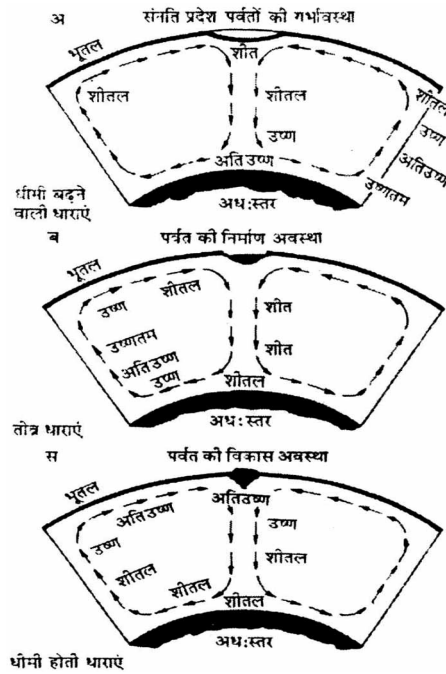 अ
संनति प्रदेश पर्वतों की गर्भावस्था
भूतल
शीत
शीतल
शीतल
शीतल
उष्ण
उष्ण
अति उष्ण
अतिउष्ण
उष्णतम
धीमी बढ़ने
वाली धाराएं
अध:स्तर
ब
पर्वत की निर्माण अवस्था
भूतल
उष्ण
शीतल
शीत
उष्णतम
शीत
अतिउष्ण
उष्ण
शीतल
अध:स्तर
तीव्र धाराएं
स
पर्वत की विकास अवस्था
भूतल
अतिउष्ण
अतिउष्ण
उष्ण
उष्ण
शीतल
शीतल
शीतल
शीतल
अध:स्तर
धीमी होती धाराएं